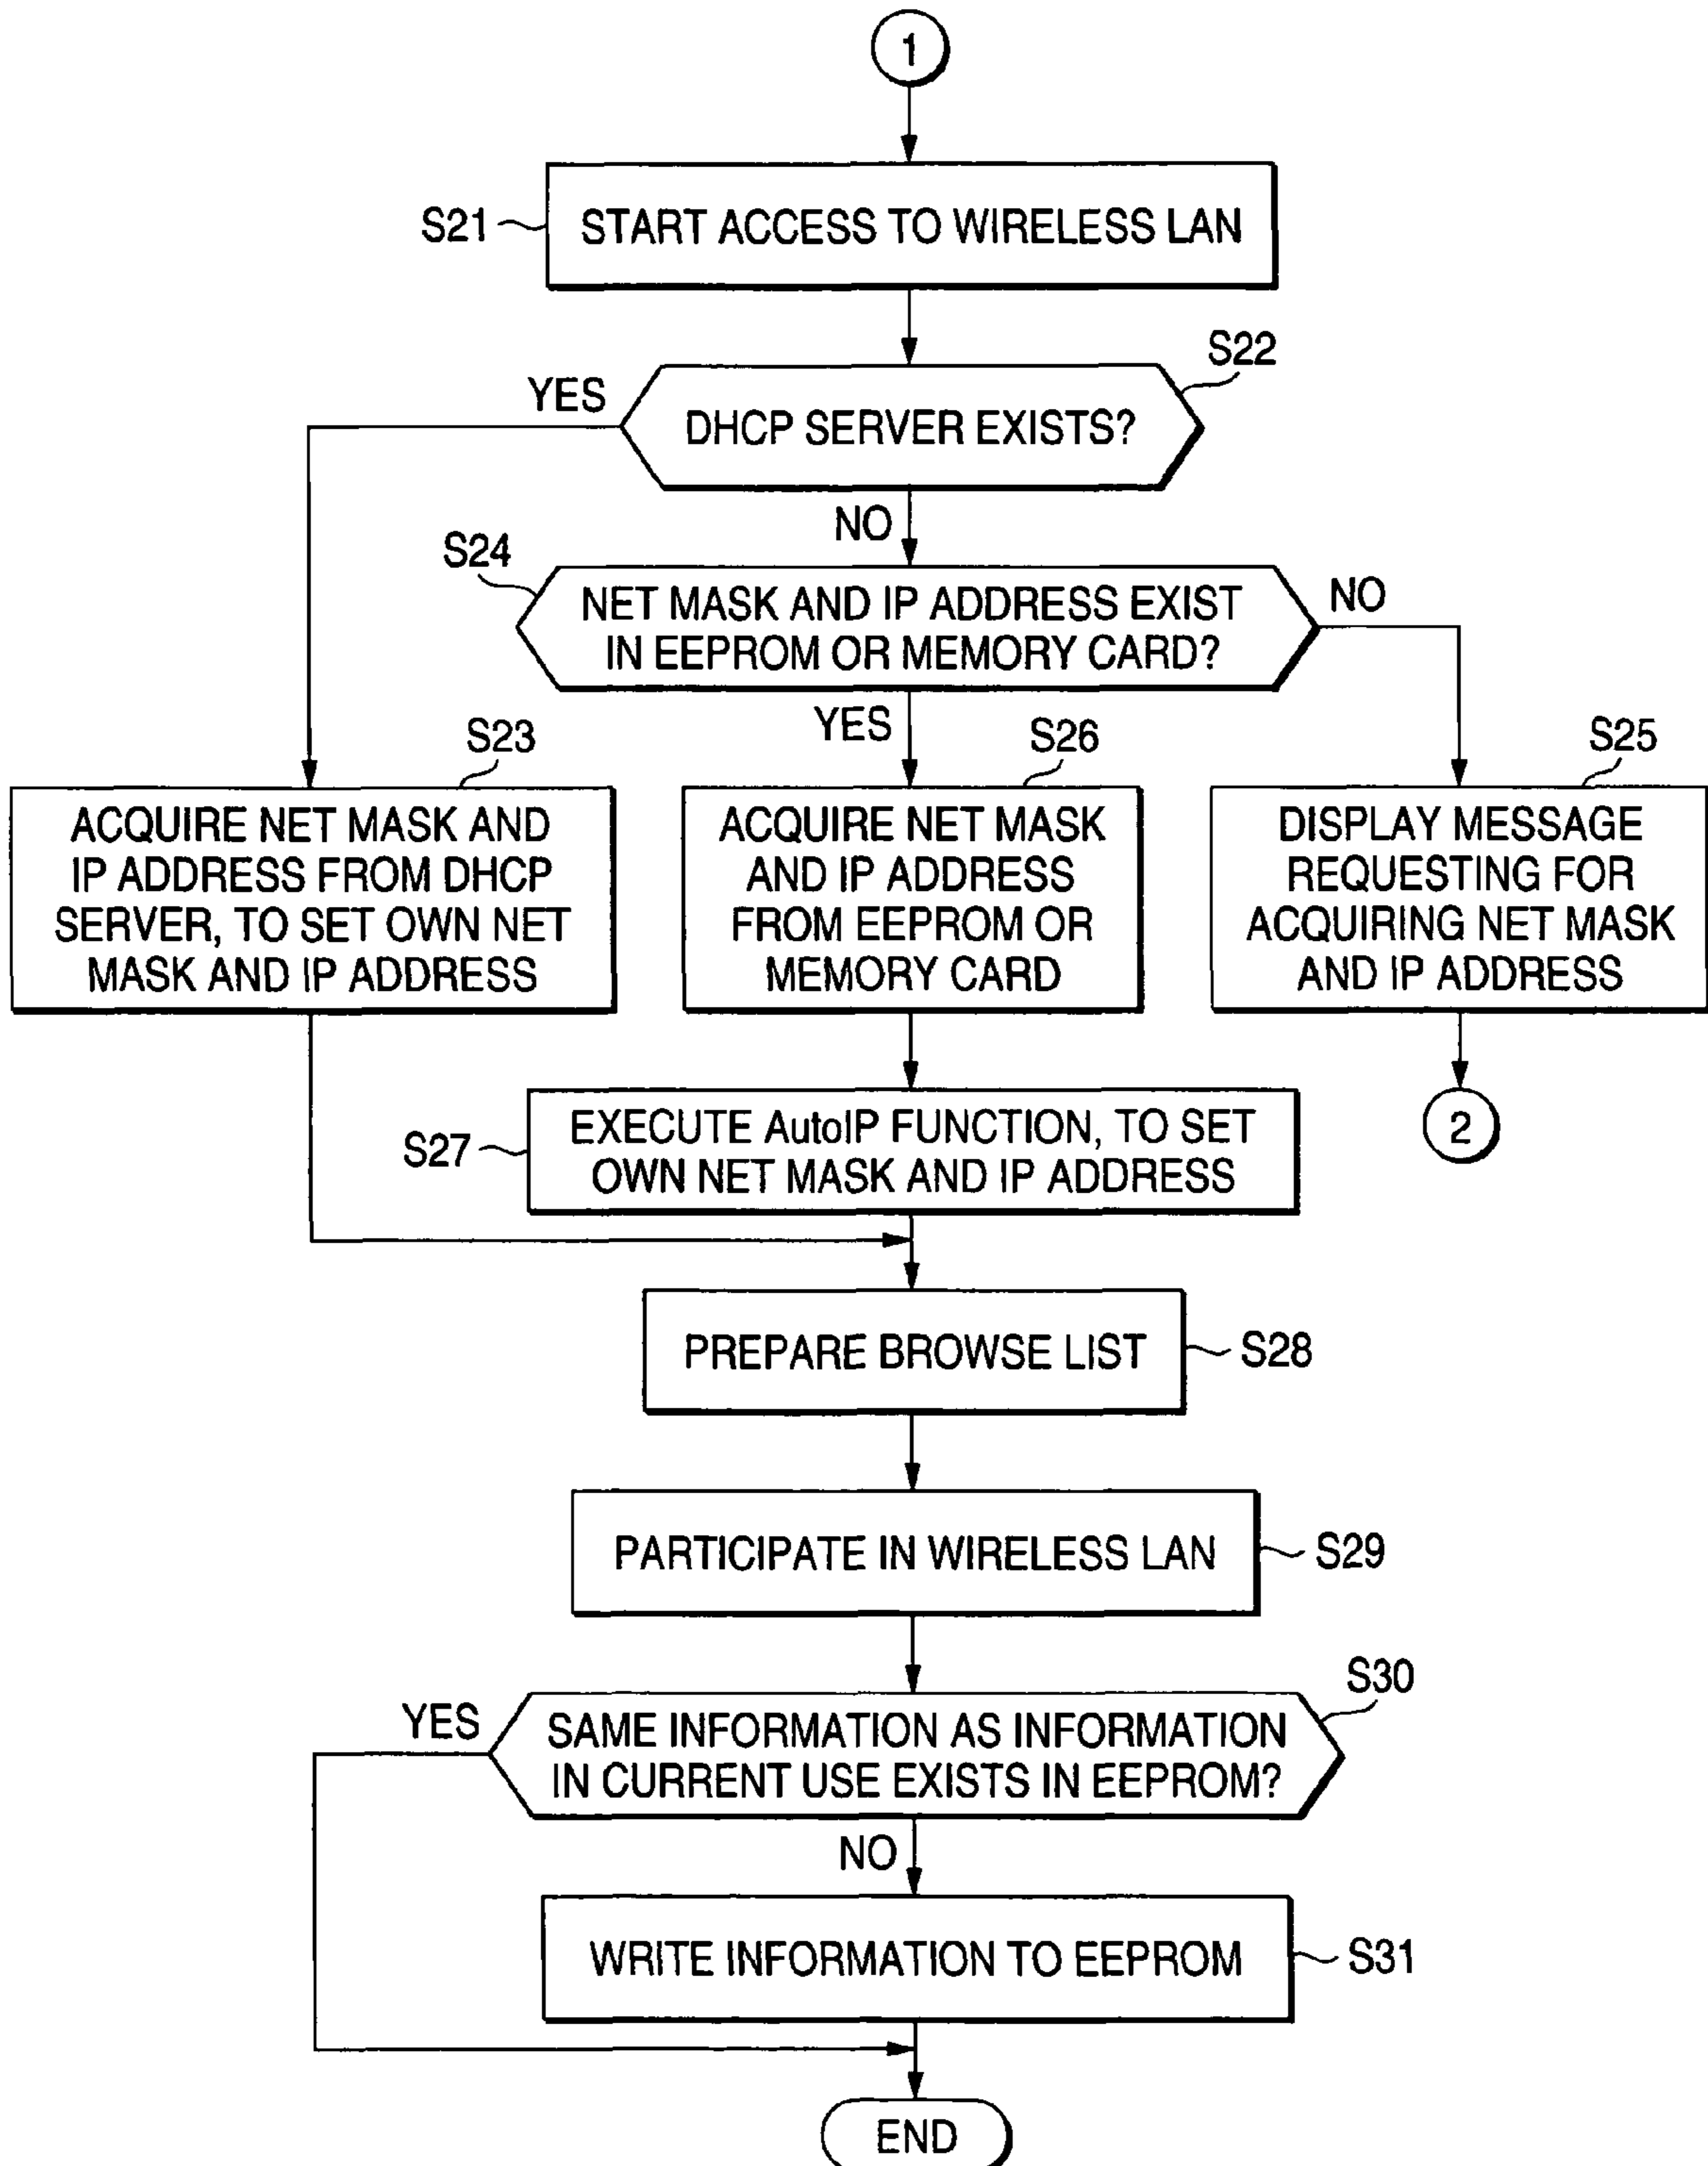 1
S21
START ACCESS TO WIRELESS LAN
S22
YES
DHCP SERVER EXISTS?
NO
S24
NET MASK AND IP ADDRESS EXIST
IN EEPROM OR MEMORY CARD?
NO
YES
S23
ACQUIRE NET MASK AND
IP ADDRESS FROM DHCP
SERVER, TO SET OWN NET
MASK AND IP ADDRESS
S26
ACQUIRE NET MASK
AND IP ADDRESS
FROM EEPROM OR
MEMORY CARD
S25
DISPLAY MESSAGE
REQUESTING FOR
ACQUIRING NET MASK
AND IP ADDRESS
S27
EXECUTE AutoIP FUNCTION, TO SET
OWN NET MASK AND IP ADDRESS
2
PREPARE BROWSE LIST
S28
PARTICIPATE IN WIRELESS LAN
S29
S30
YES
SAME INFORMATION AS INFORMATION
IN CURRENT USE EXISTS IN EEPROM?
NO
WRITE INFORMATION TO EEPROM
S31
END